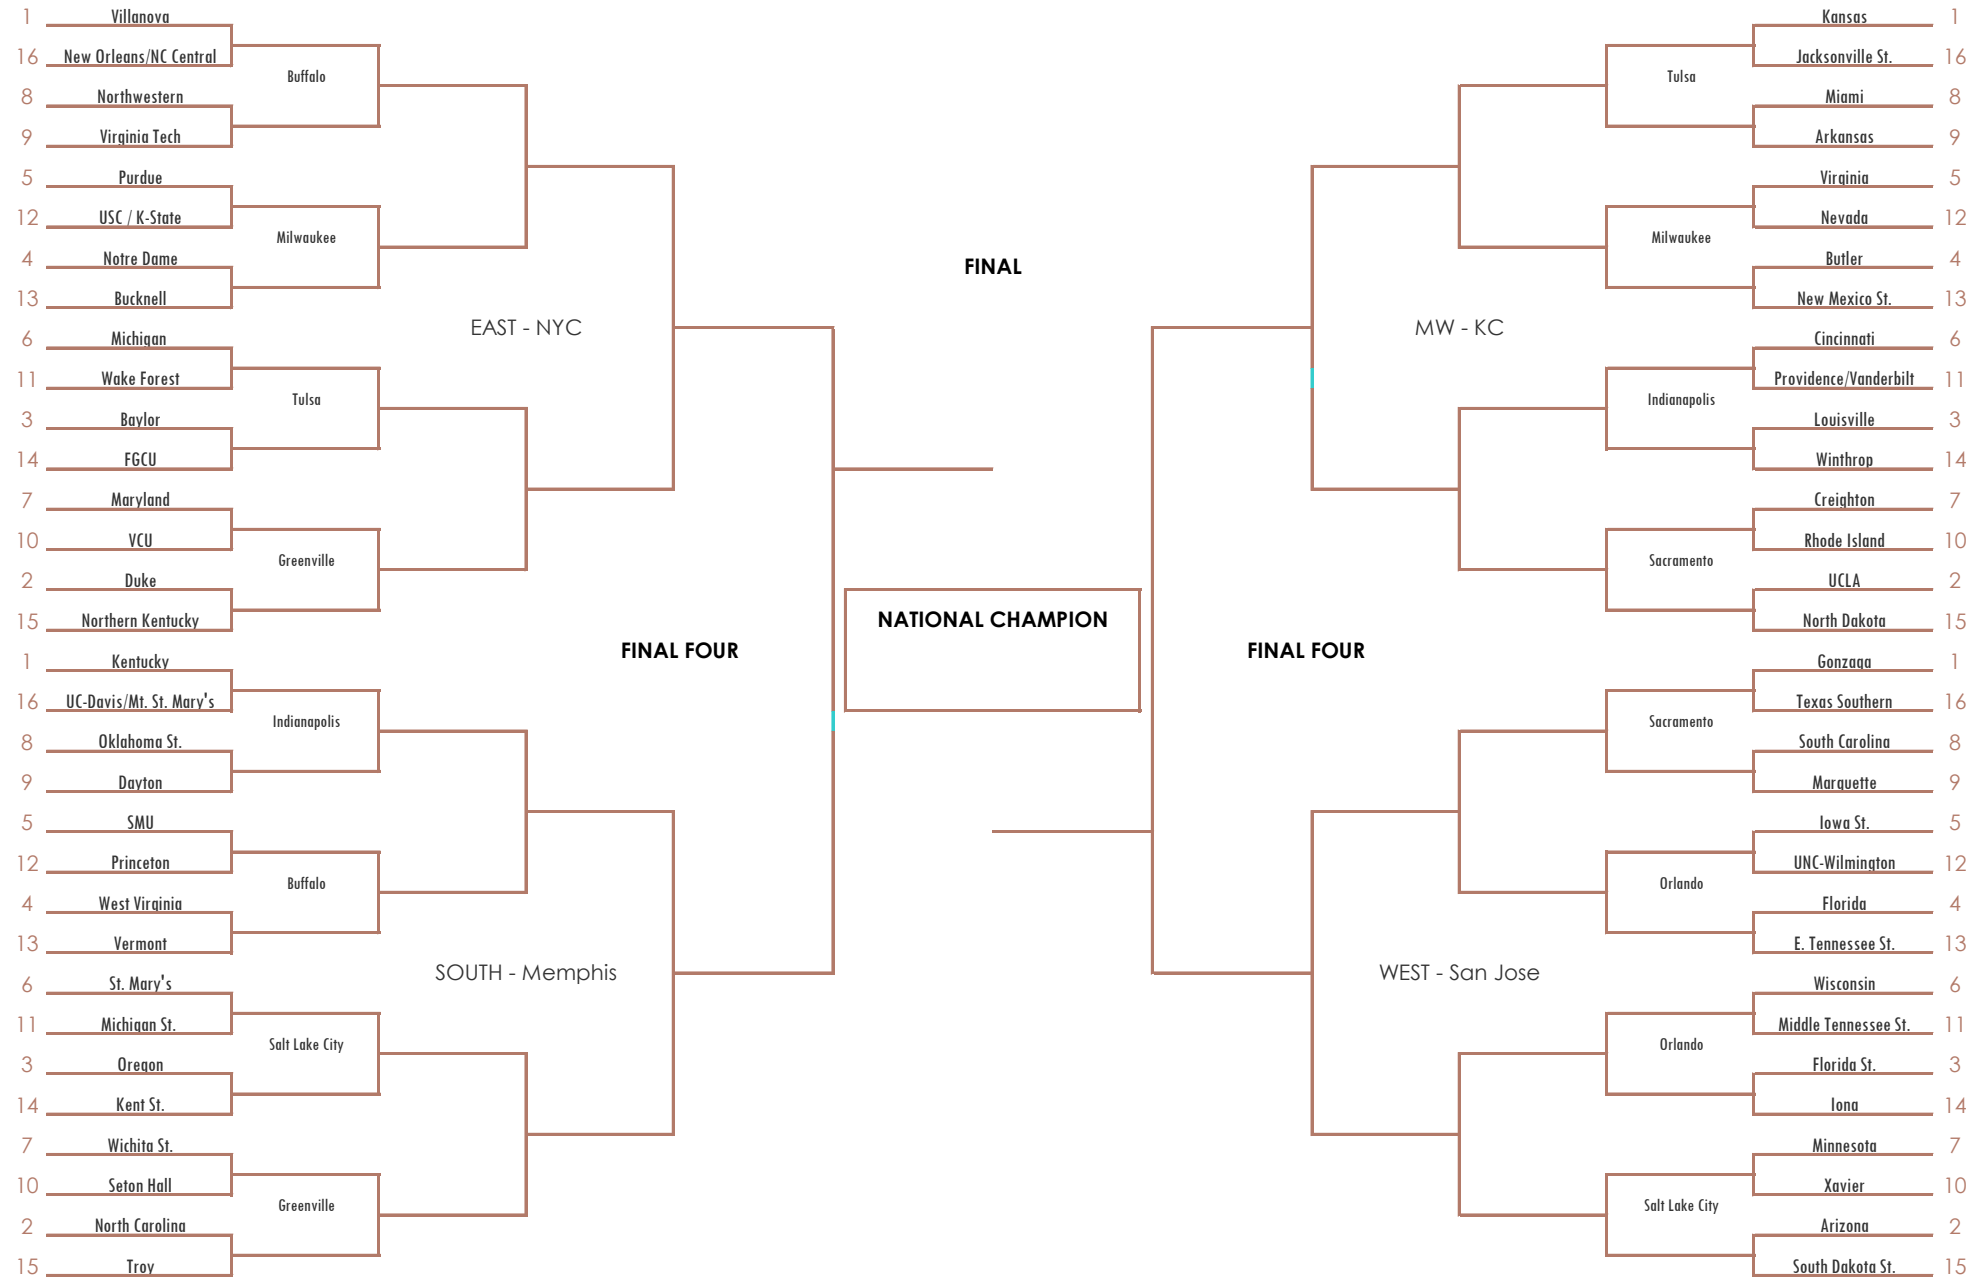 1 Villanova
16 New Orleans/NC Central
Buffalo
8 Northwestern
9 Virginia Tech
5 Purdue
12 USC / K-State
Milwaukee
4 Notre Dame
13 Bucknell
EAST - NYC
6 Michigan
11 Wake Forest
Tulsa
3 Baylor
14 FGCU
7 Maryland
10 VCU
Greenville
2 Duke
15 Northern Kentucky
FINAL FOUR
1 Kentucky
16 UC-Davis/Mt. St. Mary's
Indianapolis
8 Oklahoma St.
9 Dayton
5 SMU
12 Princeton
Buffalo
4 West Virginia
13 Vermont
SOUTH - Memphis
6 St. Mary's
11 Michigan St.
Salt Lake City
3 Oregon
14 Kent St.
7 Wichita St.
10 Seton Hall
Greenville
2 North Carolina
15 Troy
FINAL
NATIONAL CHAMPION
Kansas 1
Jacksonville St. 16
Tulsa
Miami 8
Arkansas 9
Virginia 5
Nevada 12
Milwaukee
Butler 4
New Mexico St. 13
MW - KC
Cincinnati 6
Providence/Vanderbilt 11
Indianapolis
Louisville 3
Winthrop 14
Creighton 7
Rhode Island 10
Sacramento
UCLA 2
North Dakota 15
FINAL FOUR
Gonzaga 1
Texas Southern 16
Sacramento
South Carolina 8
Marquette 9
Iowa St. 5
UNC-Wilmington 12
Orlando
Florida 4
E. Tennessee St. 13
WEST - San Jose
Wisconsin 6
Middle Tennessee St. 11
Orlando
Florida St. 3
Iona 14
Minnesota 7
Xavier 10
Salt Lake City
Arizona 2
South Dakota St. 15